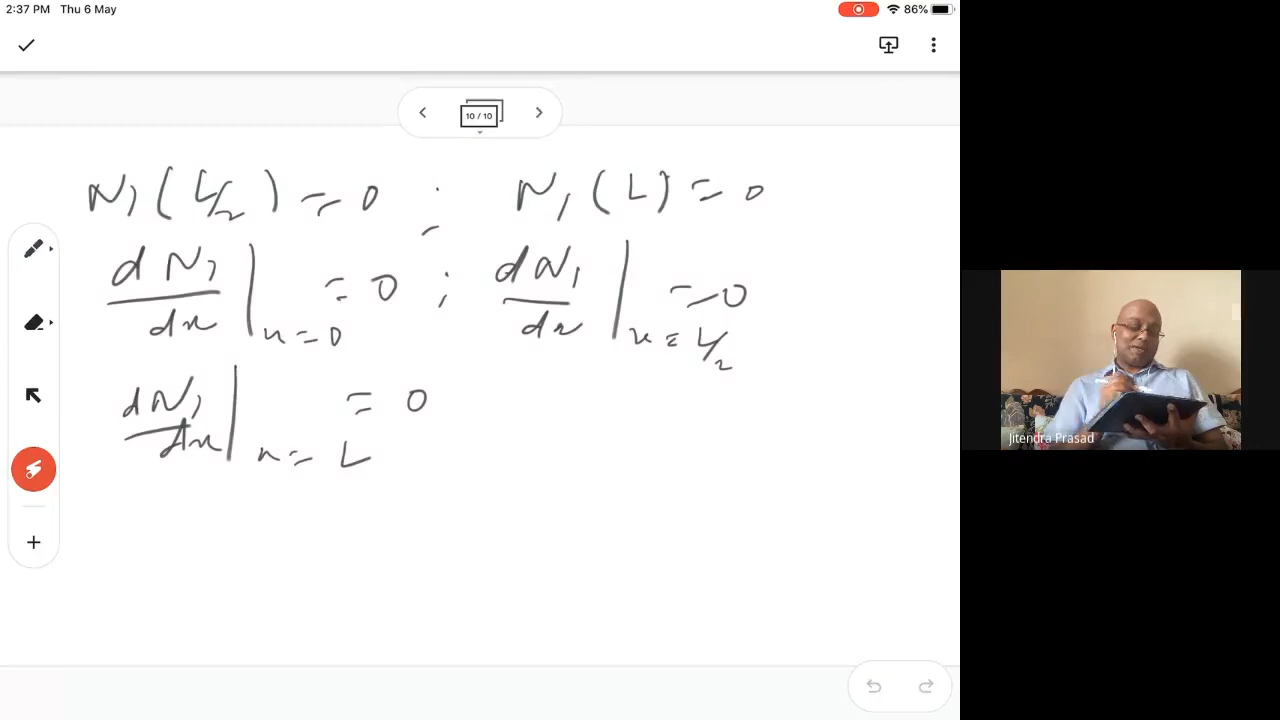 2:37 PM Thu 6 May 86%
10 / 10
N₁(L/2) = 0 ; N₁(L) = 0
dN₁/dx |x=0 = 0 ; dN₁/dx |x=L/2 = 0
dN₁/dx |x=L = 0
Jitendra Prasad